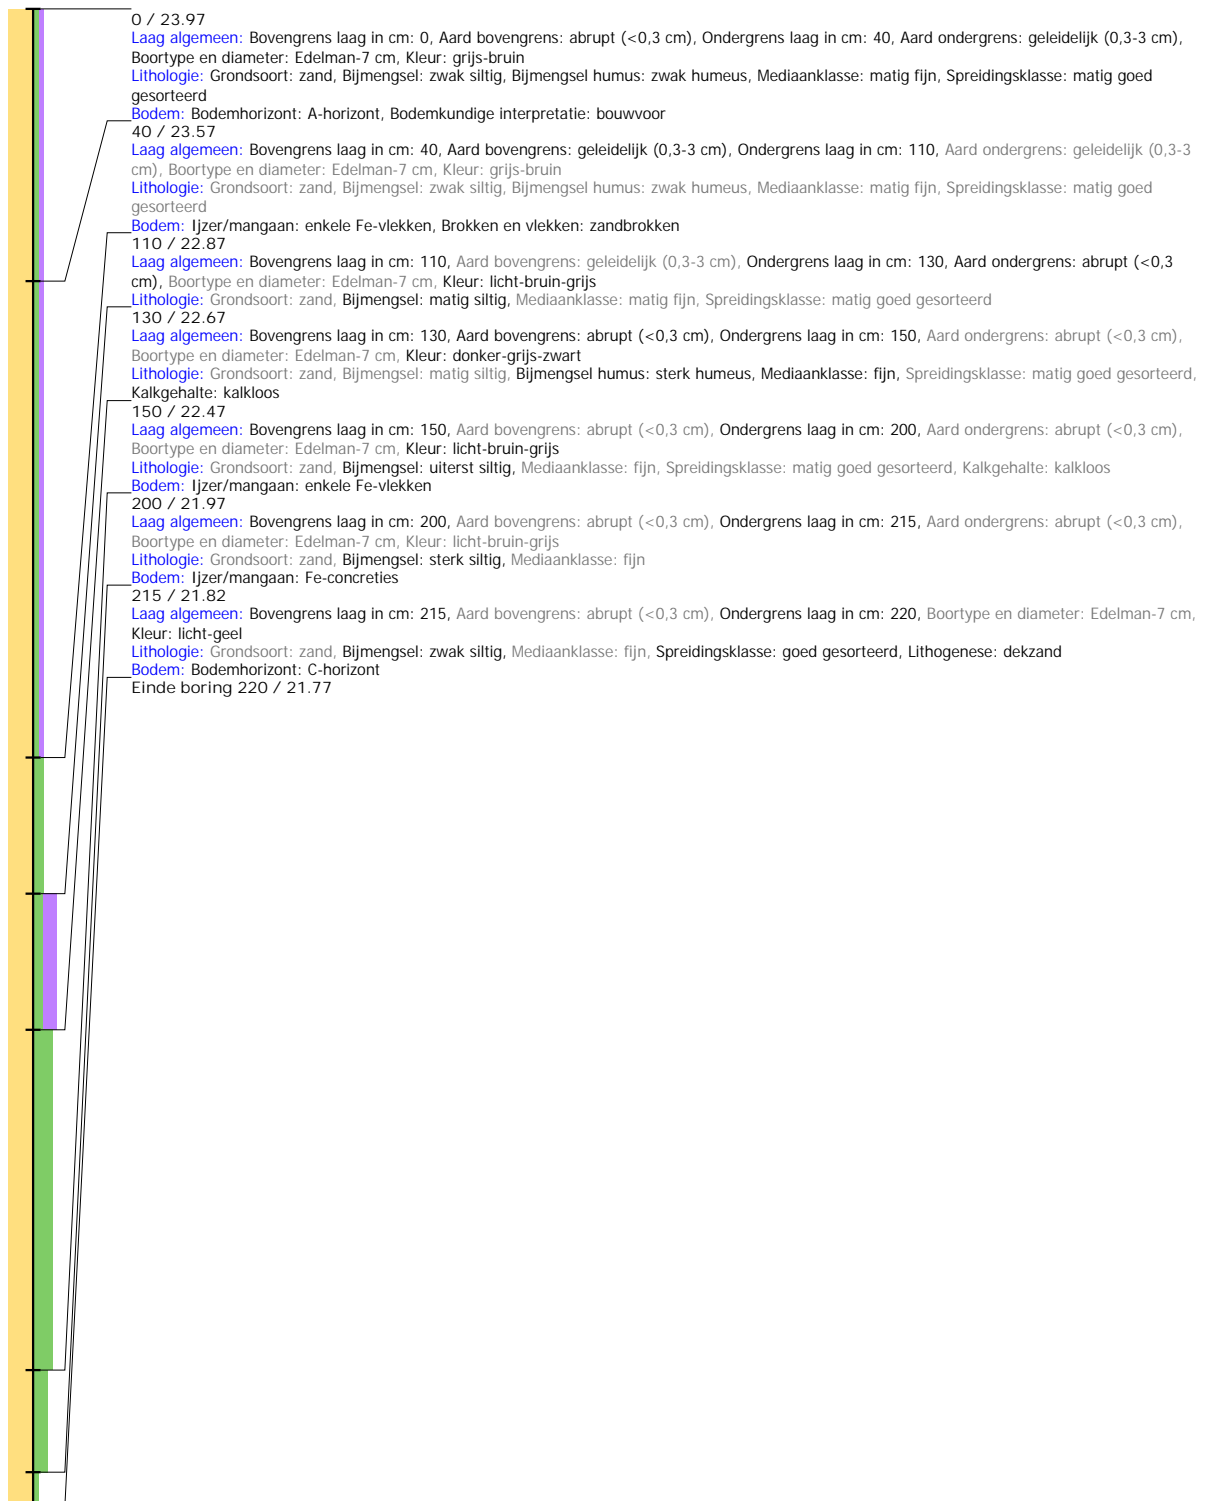 0 / 23.97
Laag algemeen: Bovengrens laag in cm: 0, Aard bovengrens: abrupt (<0,3 cm), Ondergrens laag in cm: 40, Aard ondergrens: geleidelijk (0,3-3 cm),
Boortype en diameter: Edelman-7 cm, Kleur: grijs-bruin
Lithologie: Grondsoort: zand, Bijmengsel: zwak siltig, Bijmengsel humus: zwak humeus, Mediaanklasse: matig fijn, Spreidingsklasse: matig goed
gesorteerd
Bodem: Bodemhorizont: A-horizont, Bodemkundige interpretatie: bouwvoor
40 / 23.57
Laag algemeen: Bovengrens laag in cm: 40, Aard bovengrens: geleidelijk (0,3-3 cm), Ondergrens laag in cm: 110, Aard ondergrens: geleidelijk (0,3-3
cm), Boortype en diameter: Edelman-7 cm, Kleur: grijs-bruin
Lithologie: Grondsoort: zand, Bijmengsel: zwak siltig, Bijmengsel humus: zwak humeus, Mediaanklasse: matig fijn, Spreidingsklasse: matig goed
gesorteerd
Bodem: Ijzer/mangaan: enkele Fe-vlekken, Brokken en vlekken: zandbrokken
110 / 22.87
Laag algemeen: Bovengrens laag in cm: 110, Aard bovengrens: geleidelijk (0,3-3 cm), Ondergrens laag in cm: 130, Aard ondergrens: abrupt (<0,3
cm), Boortype en diameter: Edelman-7 cm, Kleur: licht-bruin-grijs
Lithologie: Grondsoort: zand, Bijmengsel: matig siltig, Mediaanklasse: matig fijn, Spreidingsklasse: matig goed gesorteerd
130 / 22.67
Laag algemeen: Bovengrens laag in cm: 130, Aard bovengrens: abrupt (<0,3 cm), Ondergrens laag in cm: 150, Aard ondergrens: abrupt (<0,3 cm),
Boortype en diameter: Edelman-7 cm, Kleur: donker-grijs-zwart
Lithologie: Grondsoort: zand, Bijmengsel: matig siltig, Bijmengsel humus: sterk humeus, Mediaanklasse: fijn, Spreidingsklasse: matig goed gesorteerd,
Kalkgehalte: kalkloos
150 / 22.47
Laag algemeen: Bovengrens laag in cm: 150, Aard bovengrens: abrupt (<0,3 cm), Ondergrens laag in cm: 200, Aard ondergrens: abrupt (<0,3 cm),
Boortype en diameter: Edelman-7 cm, Kleur: licht-bruin-grijs
Lithologie: Grondsoort: zand, Bijmengsel: uiterst siltig, Mediaanklasse: fijn, Spreidingsklasse: matig goed gesorteerd, Kalkgehalte: kalkloos
Bodem: Ijzer/mangaan: enkele Fe-vlekken
200 / 21.97
Laag algemeen: Bovengrens laag in cm: 200, Aard bovengrens: abrupt (<0,3 cm), Ondergrens laag in cm: 215, Aard ondergrens: abrupt (<0,3 cm),
Boortype en diameter: Edelman-7 cm, Kleur: licht-bruin-grijs
Lithologie: Grondsoort: zand, Bijmengsel: sterk siltig, Mediaanklasse: fijn
Bodem: Ijzer/mangaan: Fe-concreties
215 / 21.82
Laag algemeen: Bovengrens laag in cm: 215, Aard bovengrens: abrupt (<0,3 cm), Ondergrens laag in cm: 220, Boortype en diameter: Edelman-7 cm,
Kleur: licht-geel
Lithologie: Grondsoort: zand, Bijmengsel: zwak siltig, Mediaanklasse: fijn, Spreidingsklasse: goed gesorteerd, Lithogenese: dekzand
Bodem: Bodemhorizont: C-horizont
Einde boring 220 / 21.77